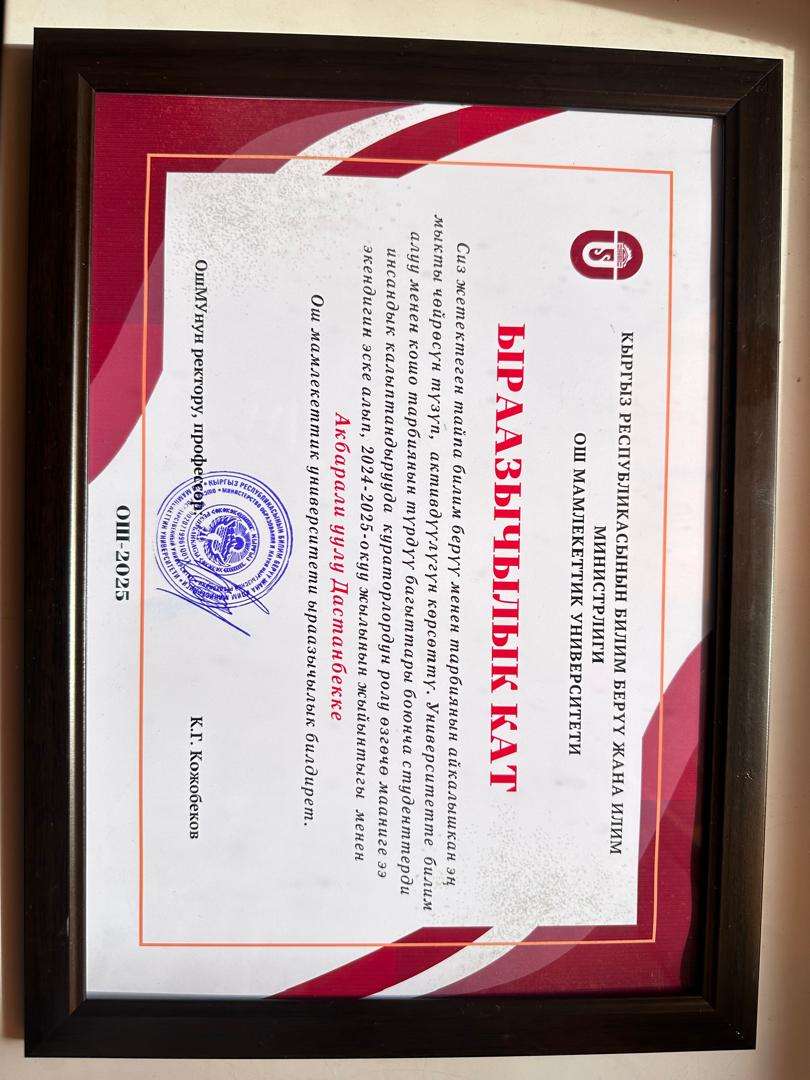 КЫРГЫЗ РЕСПУБЛИКАСЫНЫН БИЛИМ БЕРҮҮ ЖАНА ИЛИМ
МИНИСТРЛИГИ
ОШ МАМЛЕКЕТТИК УНИВЕРСИТЕТИ
ЫРААЗЫЧЫЛЫК КАТ
Сиз жетектеген тайпа билим берүү менен тарбиянын айкалышкан эң
мыкты чөйрөсүн түзүп, активдүүлүгүн көрсөттү. Университетте билим
алуу менен кошо тарбиянын түрдүү багыттары боюнча студенттерди
инсандык калыптандырууда кураторлордун ролу өзгөчө мааниге ээ
экендигин эске алып, 2024-2025-окуу жылынын жыйынтыгы менен
Акбарали уулу Дастанбекке
Ош мамлекеттик университети ыраазычылык билдирет.
ОшМУнун ректору, профессор
К.Г. Кожобеков
ОШ-2025